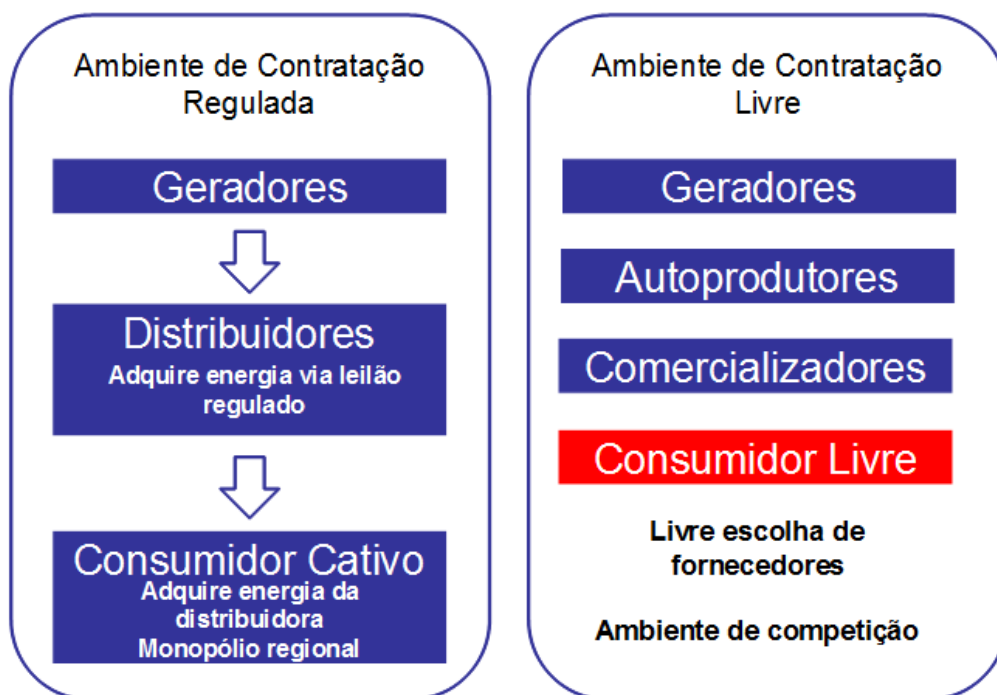 Ambiente de Contratação
Regulada
Geradores
Distribuidores
Adquire energia via leilão
regulado
Consumidor Cativo
Adquire energia da
distribuidora
Monopólio regional
Ambiente de Contratação
Livre
Geradores
Autoprodutores
Comercializadores
Consumidor Livre
Livre escolha de
fornecedores
Ambiente de competição